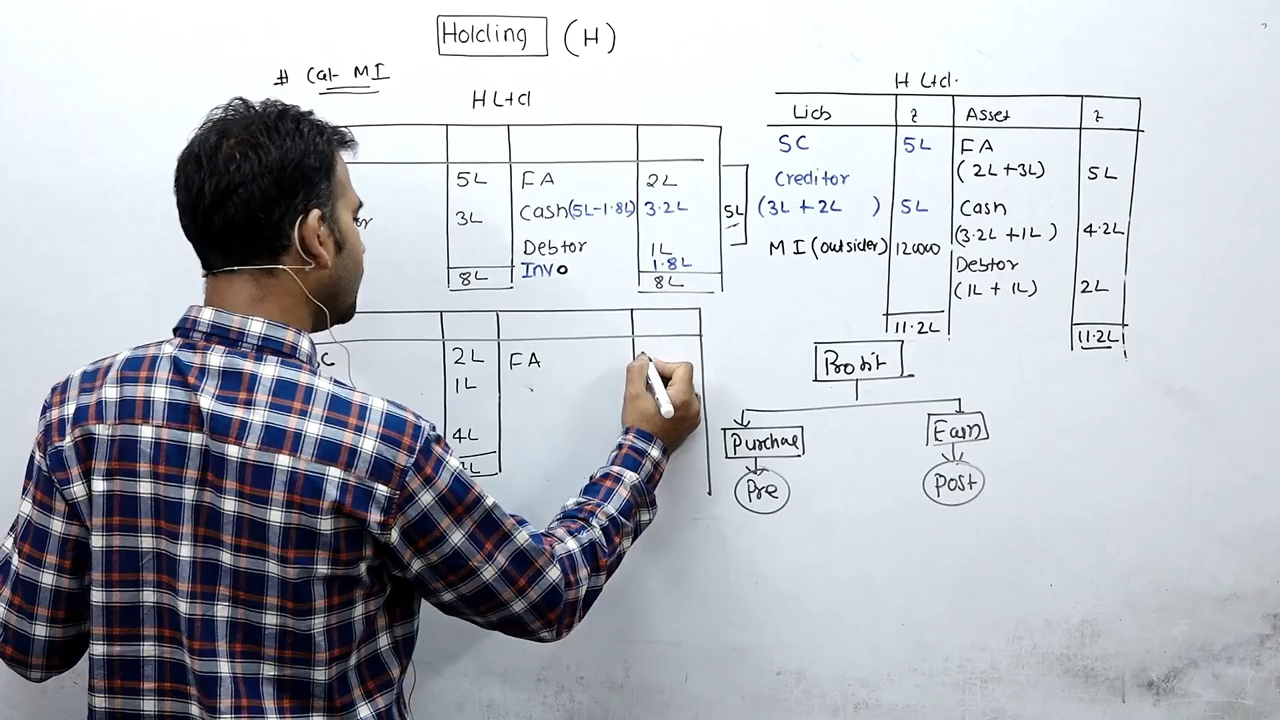 Holding (H)
# Cal MI
H Ltd
5L FA 2L
3L Cash(5L-1.8L) 3.2L
5L
Debtor 1L
Inv 1.8L
8L 8L
2L FA
1L
4L
H Ltd.
Liab ₹ Asset ₹
SC 5L FA
(2L+3L) 5L
Creditor
(3L + 2L ) 5L Cash
(3.2L + 1L) 4.2L
MI (outsider) 12000
Debtor
(1L + 1L) 2L
11.2L 11.2L
Profit
Purchae Earn
Pre Post